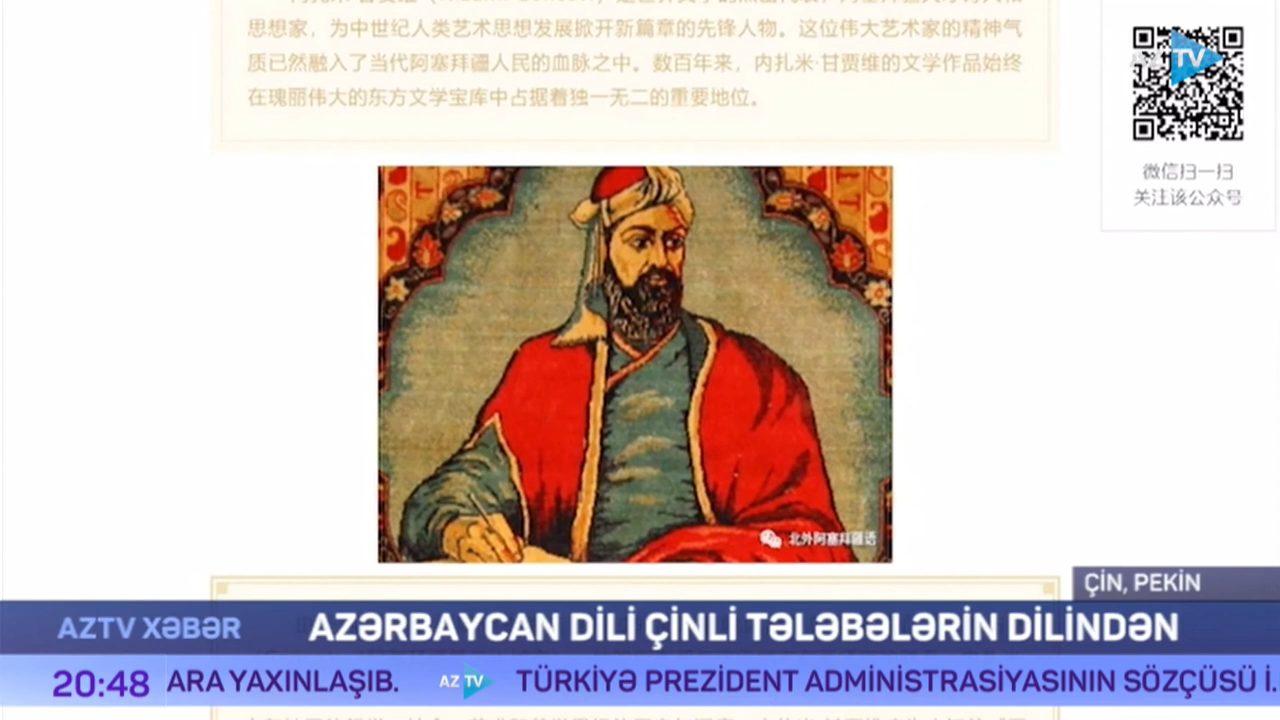 思想家，为中世纪人类艺术思想发展掀开新篇章的先锋人物。这位伟大艺术家的精神气
质已然融入了当代阿塞拜疆人民的血脉之中。数百年来，内扎米·甘贾维的文学作品始终
在瑰丽伟大的东方文学宝库中占据着独一无二的重要地位。
TV
微信扫一扫
关注该公众号
北外阿塞拜疆语
ÇİN, PEKİN
AZTV XƏBƏR
AZƏRBAYCAN DİLİ ÇİNLİ TƏLƏBƏLƏRİN DİLİNDƏN
20:48 ARA YAXINLAŞIB. AZ TV TÜRKİYƏ PREZİDENT ADMİNİSTRASİYASININ SÖZÇÜSÜ İ.